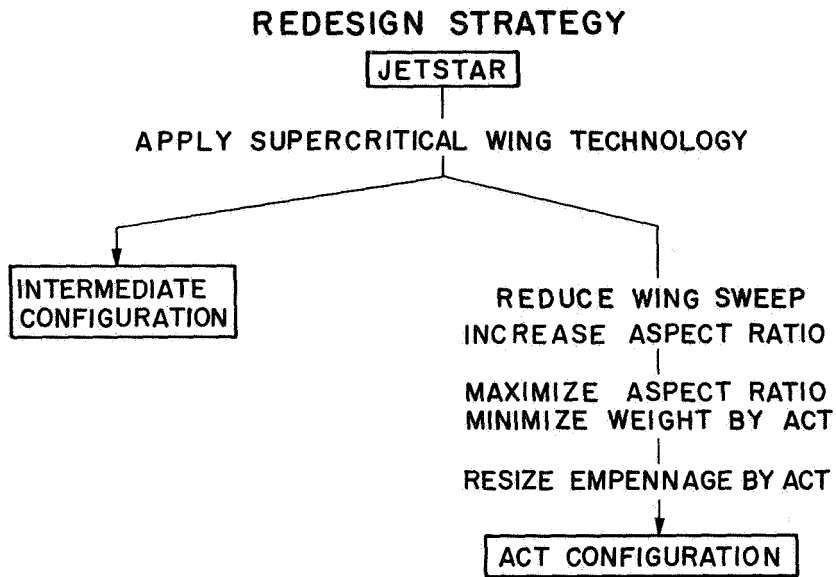 REDESIGN STRATEGY
JETSTAR
APPLY SUPERCRITICAL WING TECHNOLOGY
INTERMEDIATE
CONFIGURATION
REDUCE WING SWEEP
INCREASE ASPECT RATIO
MAXIMIZE ASPECT RATIO
MINIMIZE WEIGHT BY ACT
RESIZE EMPENNAGE BY ACT
ACT CONFIGURATION